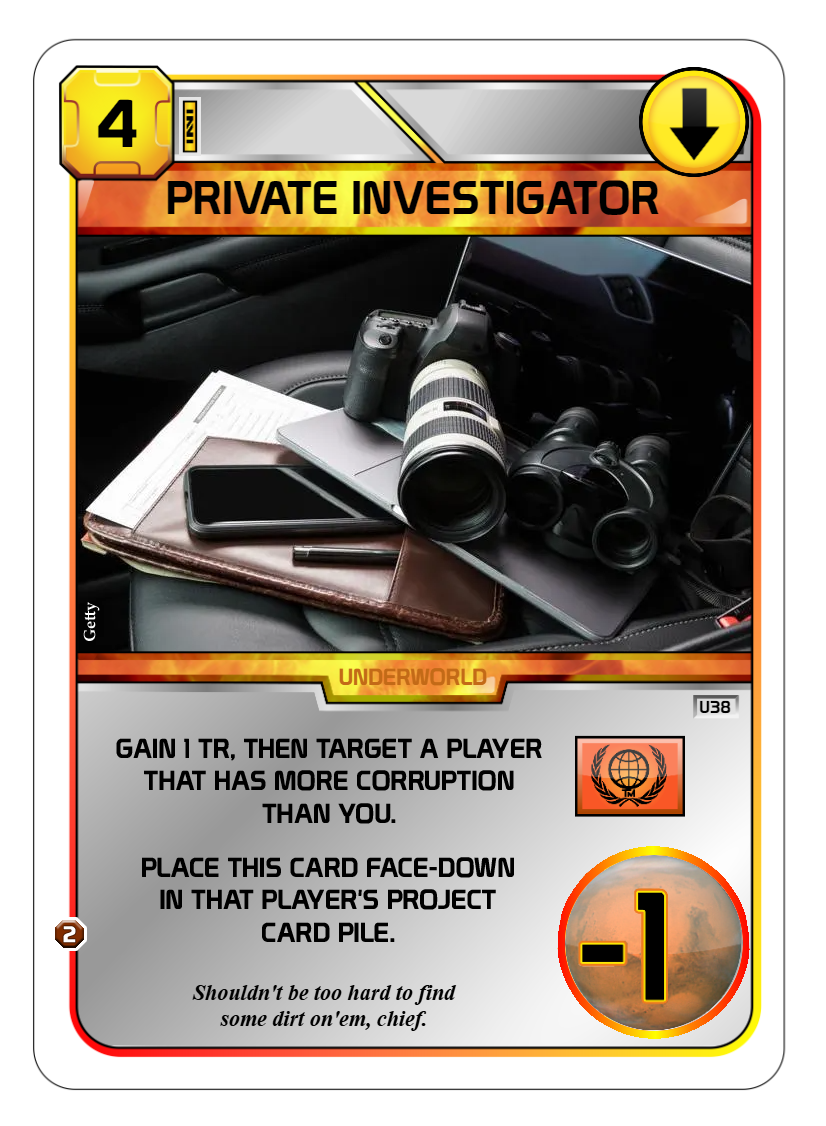 4
PRIVATE INVESTIGATOR
Getty
UNDERWORLD
U38
GAIN 1 TR, THEN TARGET A PLAYER
THAT HAS MORE CORRUPTION
THAN YOU.
TM
PLACE THIS CARD FACE-DOWN
IN THAT PLAYER'S PROJECT
CARD PILE.
-1
2
Shouldn't be too hard to find
some dirt on'em, chief.